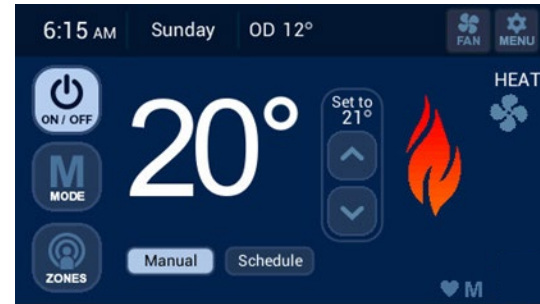 6:15 AM Sunday OD 12°
FAN
MENU
HEAT
ON / OFF
20°
Set to
21°
M
MODE
ZONES
Manual
Schedule
M